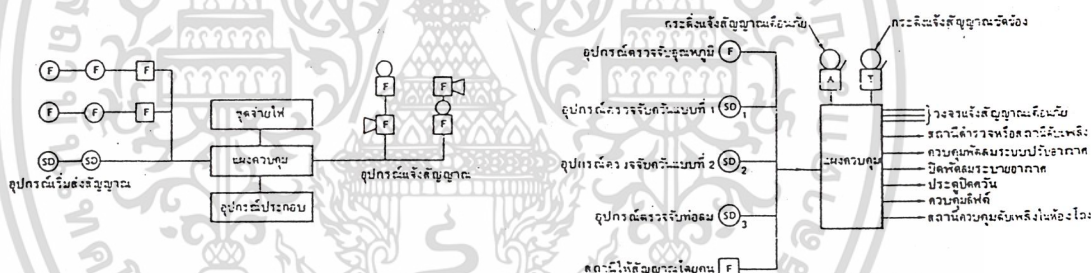 F F F
F F F
SD SD
อุปกรณ์เริ่มส่งสัญญาณ
ชุดจ่ายไฟ
แผงควบคุม
อุปกรณ์ประกอบ
F F
F F
อุปกรณ์แจ้งสัญญาณ
กระดิ่งแจ้งสัญญาณเตือนภัย
กระดิ่งแจ้งสัญญาณขัดข้อง
A T
อุปกรณ์ตรวจจับอุณหภูมิ F
อุปกรณ์ตรวจจับควันแบบที่ 1 SD 1
อุปกรณ์ตรวจจับควันแบบที่ 2 SD 2
อุปกรณ์ตรวจจับท่อลม SD 3
สถานีให้สัญญาณโดยคน F
แผงควบคุม
วงจรแจ้งสัญญาณเตือนภัย
สถานีตำรวจหรือสถานีดับเพลิง
ควบคุมพัดลมระบบปรับอากาศ
ปิดพัดลมระบายอากาศ
ประตูปิดควัน
ควบคุมลิฟต์
สถานีควบคุมดับเพลิงในห้องโถง